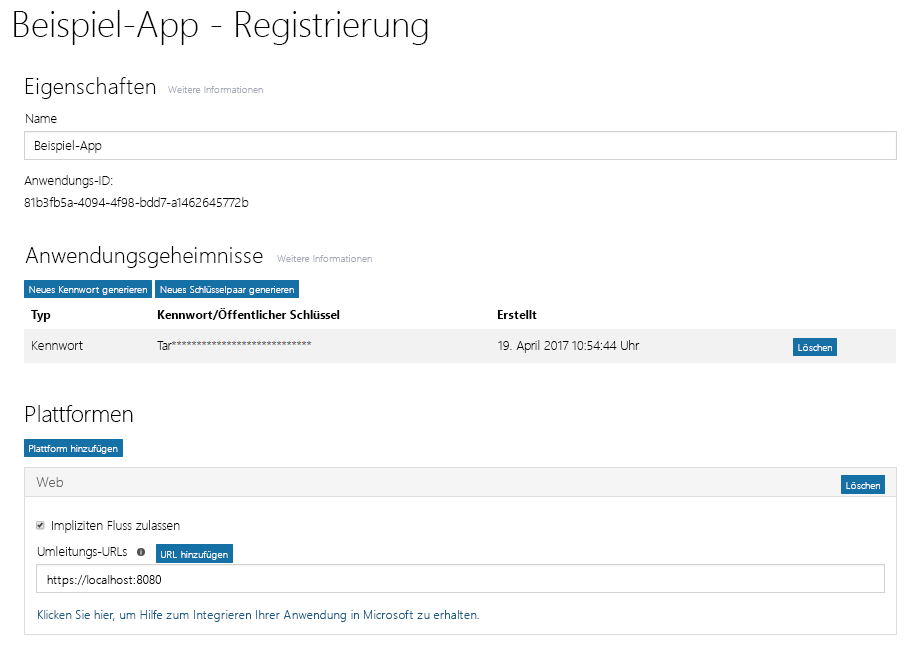 Beispiel-App - Registrierung
Eigenschaften Weitere Informationen
Name
Beispiel-App
Anwendungs-ID:
81b3fb5a-4094-4f98-bdd7-a1462645772b
Anwendungsgeheimnisse Weitere Informationen
Neues Kennwort generieren Neues Schlüsselpaar generieren
Typ Kennwort/Öffentlicher Schlüssel Erstellt
Kennwort Tar**************************** 19. April 2017 10:54:44 Uhr Löschen
Plattformen
Plattform hinzufügen
Web Löschen
Impliziten Fluss zulassen
Umleitungs-URLs URL hinzufügen
https://localhost:8080
Klicken Sie hier, um Hilfe zum Integrieren Ihrer Anwendung in Microsoft zu erhalten.